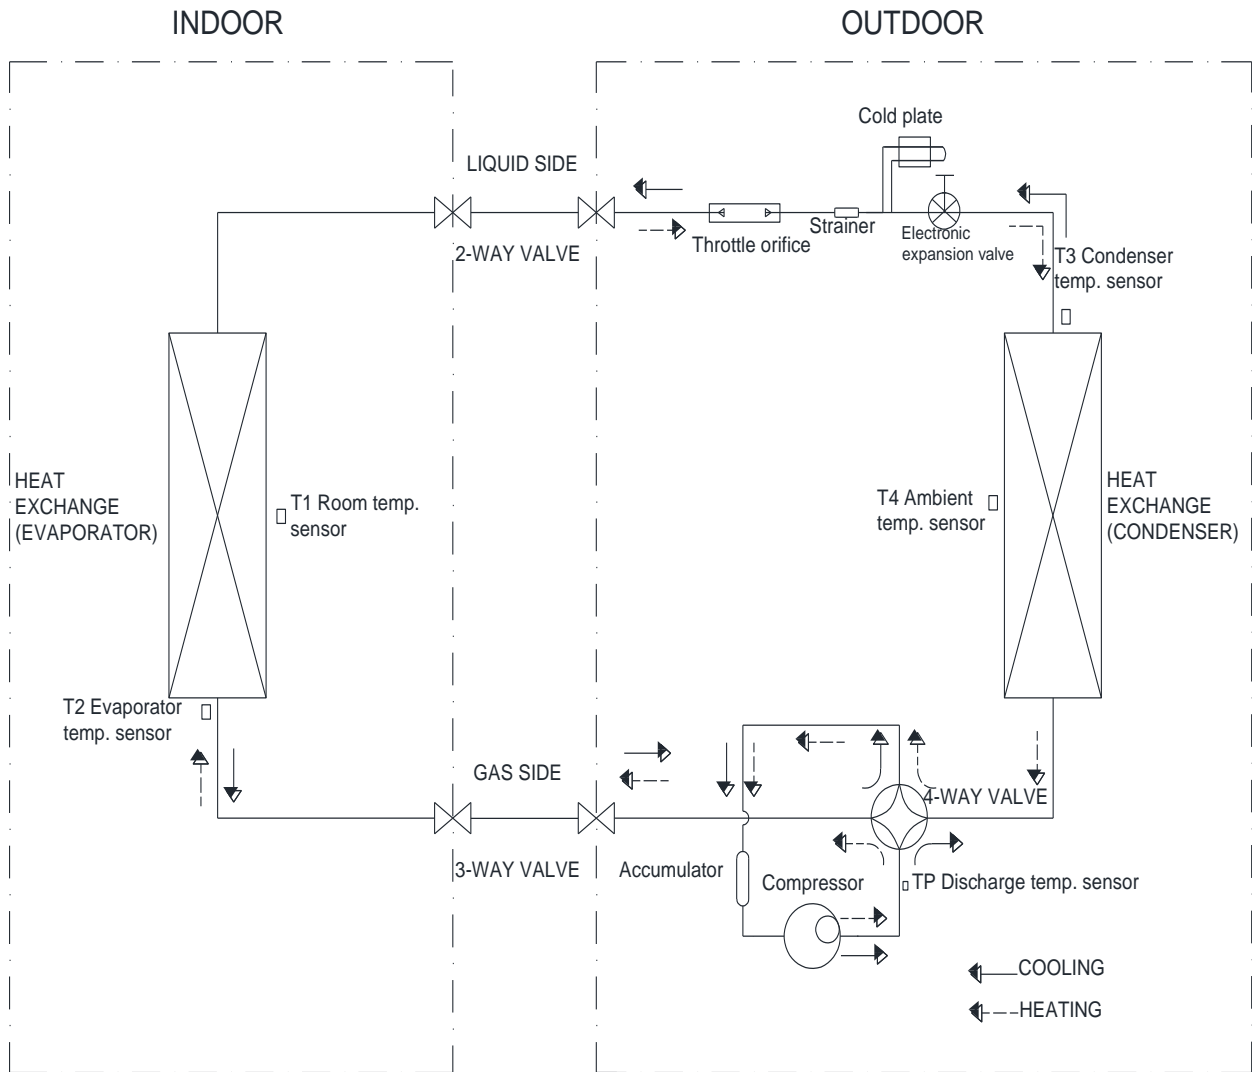 INDOOR
OUTDOOR
Cold plate
LIQUID SIDE
2-WAY VALVE
Throttle orifice
Strainer
Electronic
expansion valve
T3 Condenser
temp. sensor
HEAT
EXCHANGE
(EVAPORATOR)
T1 Room temp.
sensor
T4 Ambient
temp. sensor
HEAT
EXCHANGE
(CONDENSER)
T2 Evaporator
temp. sensor
GAS SIDE
3-WAY VALVE
4-WAY VALVE
Accumulator
Compressor
TP Discharge temp. sensor
COOLING
HEATING